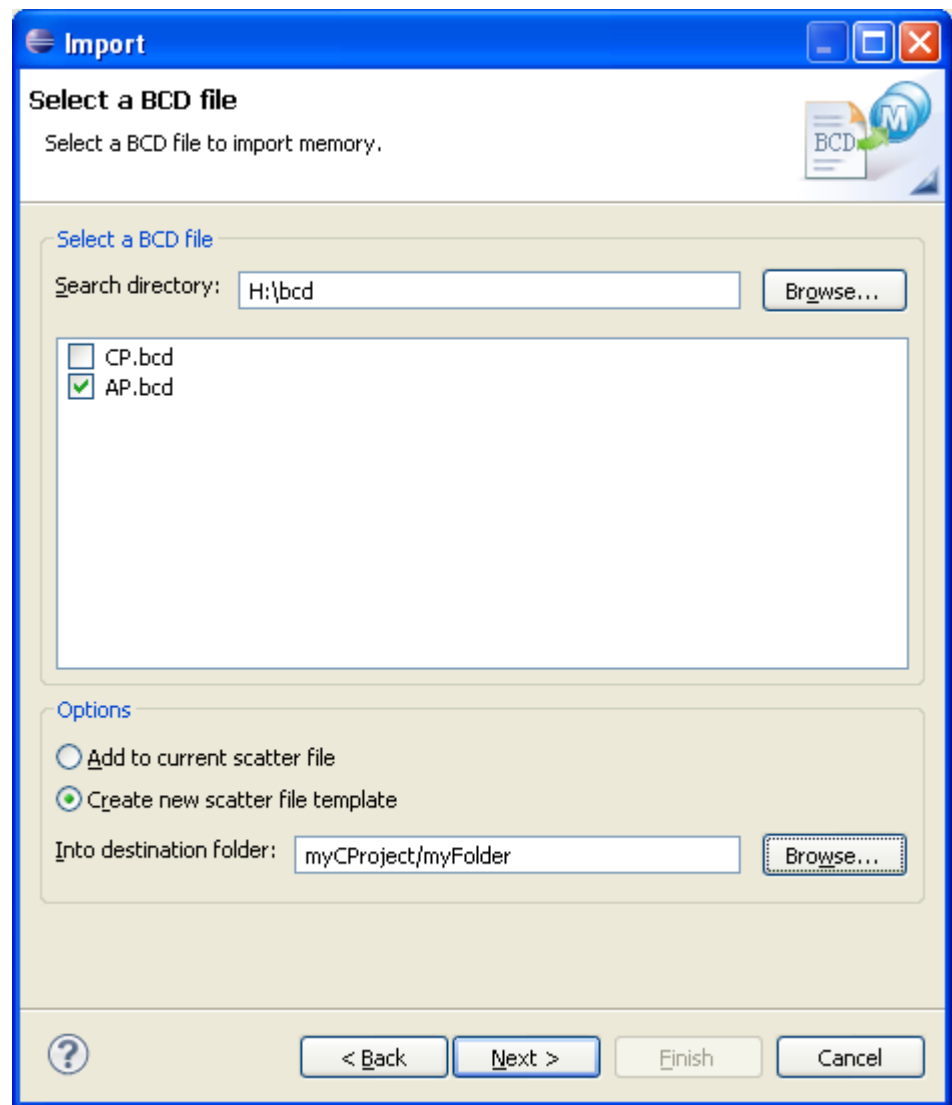 Import
Select a BCD file
Select a BCD file to import memory.
BCD M
Select a BCD file
Search directory: H:\bcd Browse...
CP.bcd
AP.bcd
Options
Add to current scatter file
Create new scatter file template
Into destination folder: myCProject/myFolder Browse...
? < Back Next > Finish Cancel